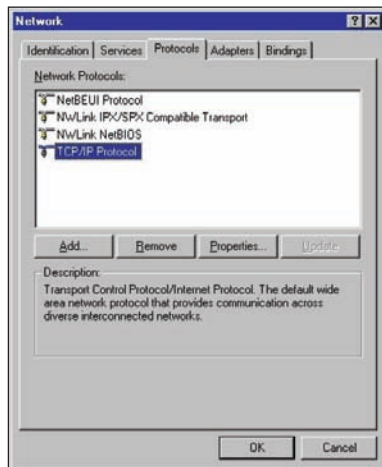 Network
Identification Services Protocols Adapters Bindings
Network Protocols:
NetBEUI Protocol
NWLink IPX/SPX Compatible Transport
NWLink NetBIOS
TCP/IP Protocol
Add... Remove Properties... Update
Description:
Transport Control Protocol/Internet Protocol. The default wide
area network protocol that provides communication across
diverse interconnected networks.
OK Cancel